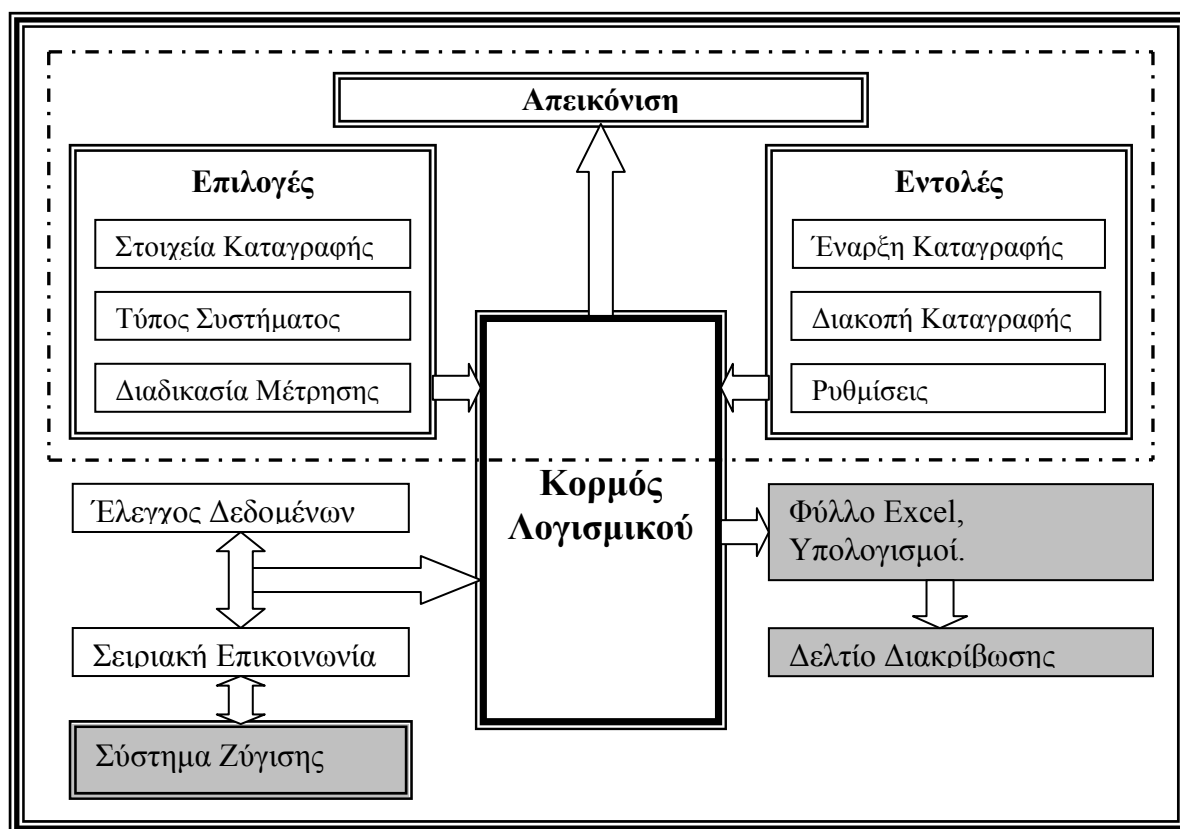 Απεικόνιση
Επιλογές
Στοιχεία Καταγραφής
Τύπος Συστήματος
Διαδικασία Μέτρησης
Εντολές
Έναρξη Καταγραφής
Διακοπή Καταγραφής
Ρυθμίσεις
Κορμός
Λογισμικού
Έλεγχος Δεδομένων
Σειριακή Επικοινωνία
Σύστημα Ζύγισης
Φύλλο Excel,
Υπολογισμοί.
Δελτίο Διακρίβωσης